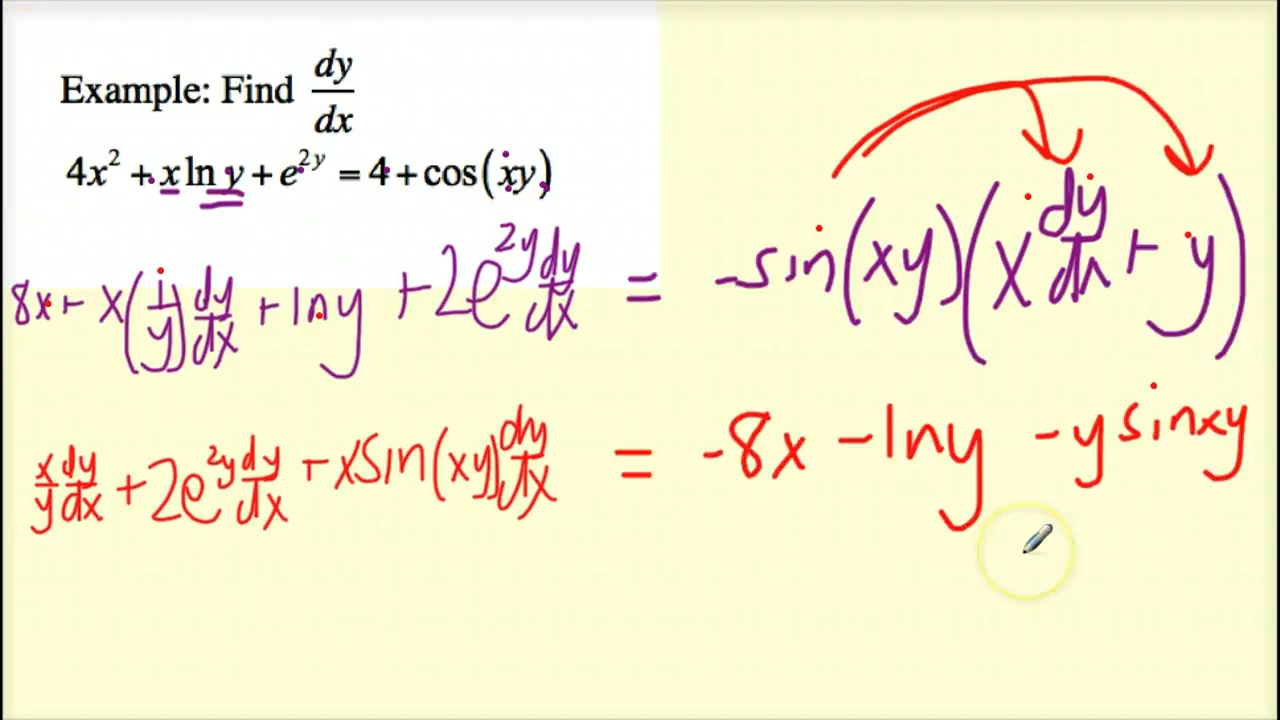 Example: Find dy/dx
4x² + x ln y + e^{2y} = 4 + cos(xy)
8x + x(1/y) dy/dx + ln y + 2e^{2y} dy/dx = -sin(xy)(x dy/dx + y)
x/y dy/dx + 2e^{2y} dy/dx + x sin(xy) dy/dx = -8x - ln y - y sin xy